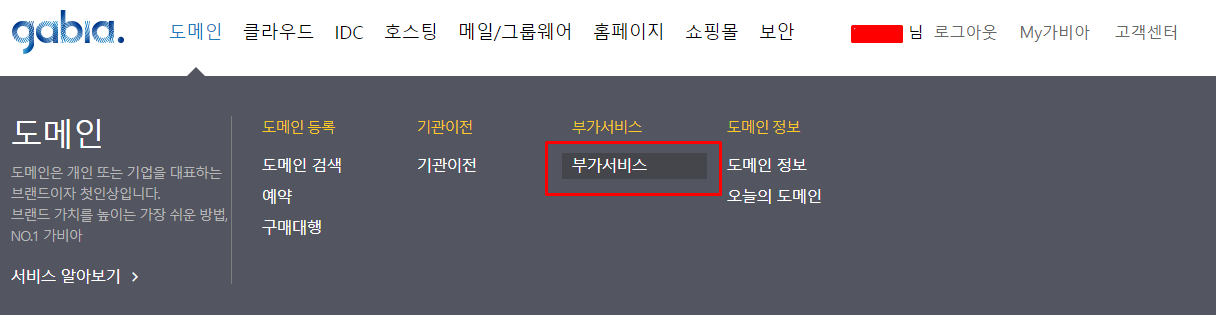 gabia.
도메인 클라우드 IDC 호스팅 메일/그룹웨어 홈페이지 쇼핑몰 보안
님 로그아웃 My가비아 고객센터
도메인
도메인은 개인 또는 기업을 대표하는
브랜드이자 첫인상입니다.
브랜드 가치를 높이는 가장 쉬운 방법,
NO.1 가비아
서비스 알아보기 >
도메인 등록
도메인 검색
예약
구매대행
기관이전
기관이전
부가서비스
부가서비스
도메인 정보
도메인 정보
오늘의 도메인